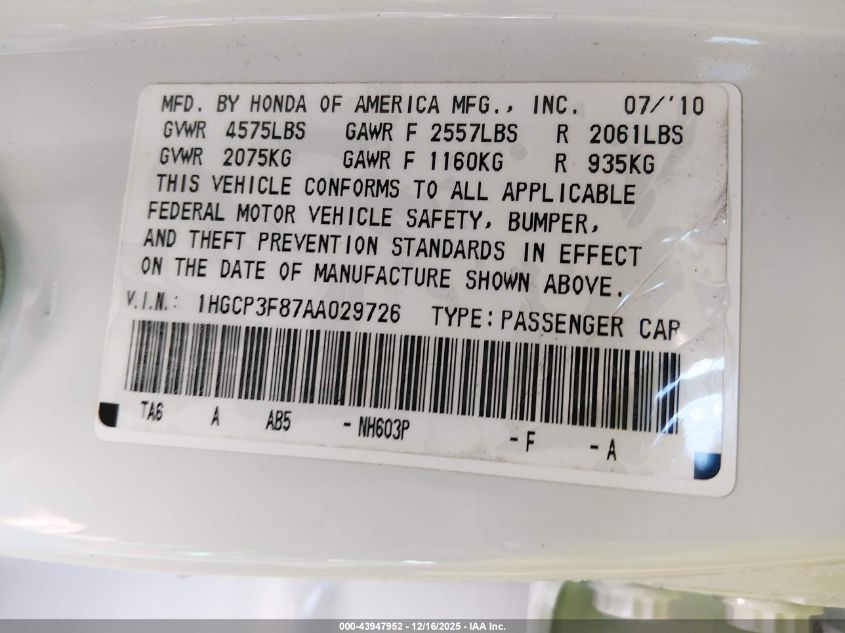 MFD. BY HONDA OF AMERICA MFG., INC. 07/'10
GVWR 4575LBS GAWR F 2557LBS R 2061LBS
GVWR 2075KG GAWR F 1160KG R 935KG
THIS VEHICLE CONFORMS TO ALL APPLICABLE
FEDERAL MOTOR VEHICLE SAFETY, BUMPER,
AND THEFT PREVENTION STANDARDS IN EFFECT
ON THE DATE OF MANUFACTURE SHOWN ABOVE.
V.I.N.: 1HGCP3F87AA029726 TYPE: PASSENGER CAR
TA6 A AB5 - NH603P - F - A
000-43947952 - 12/16/2025 - IAA Inc.